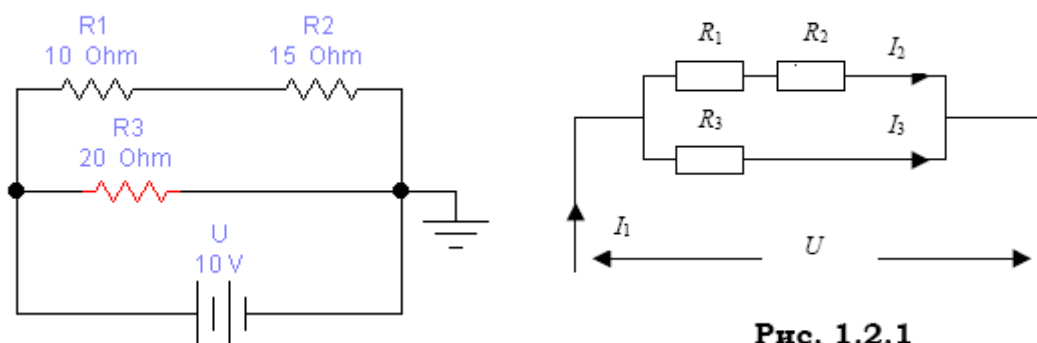 R1
10 Ohm
R2
15 Ohm
R3
20 Ohm
U
10 V
R1
R2
I2
R3
I3
I1
U
Рис. 1.2.1